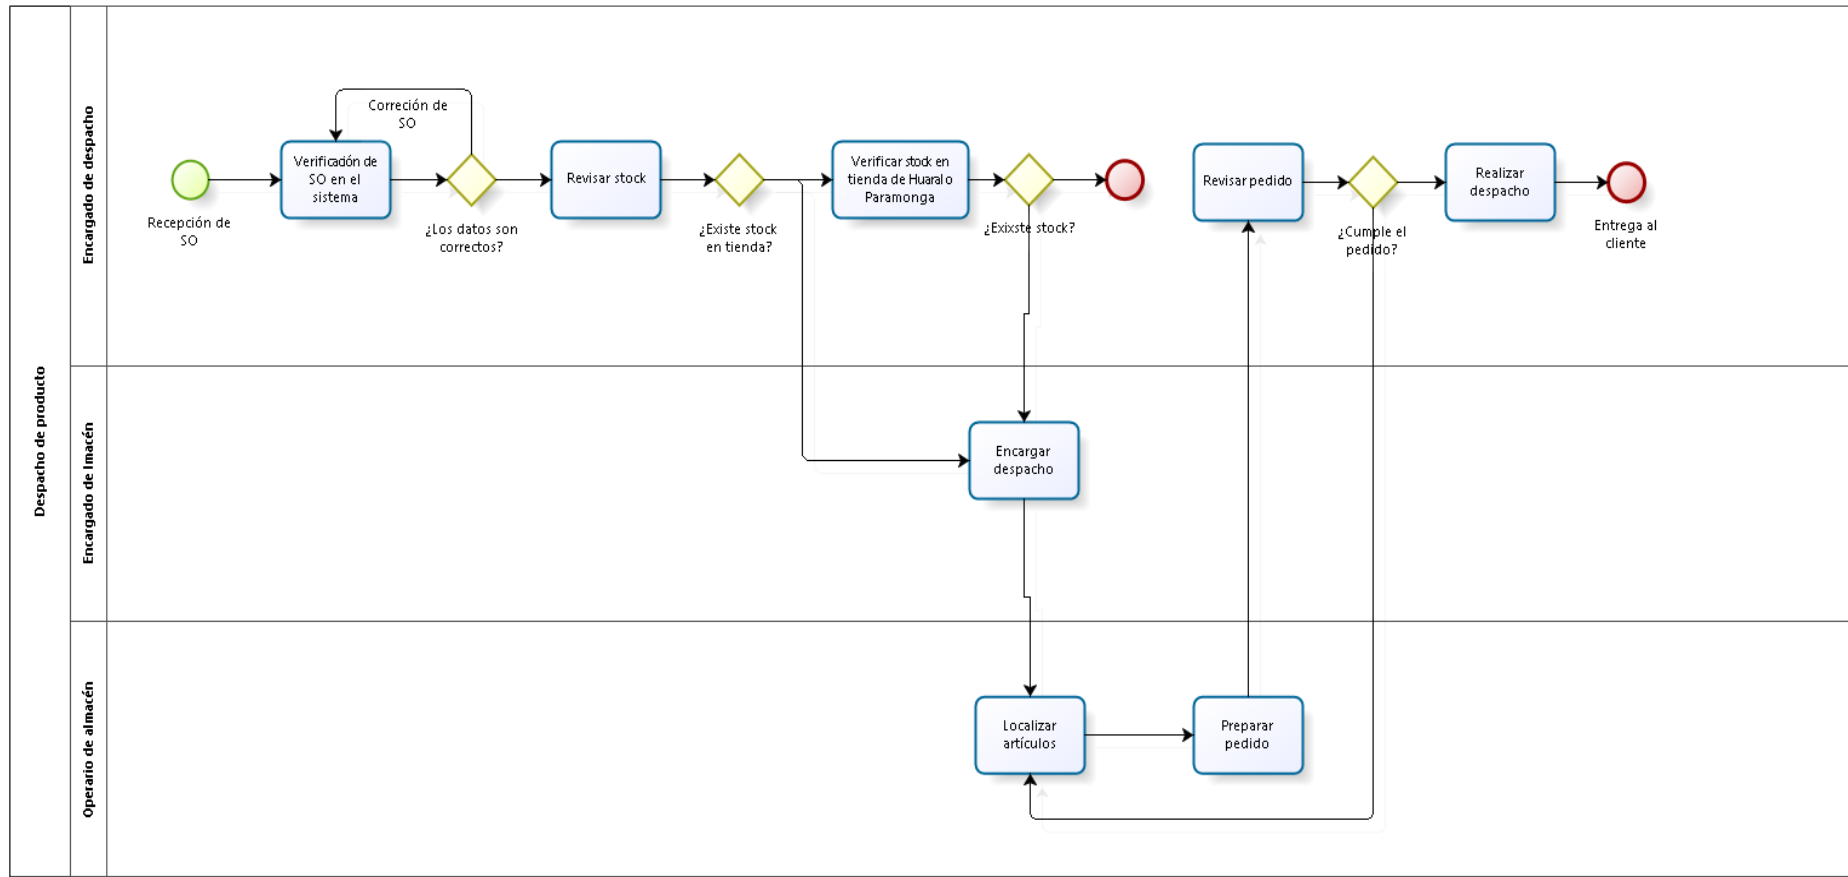 Despacho de producto
Encargado de despacho
Correción de
SO
Verificación de
SO en el
sistema
Recepción de
SO
¿Los datos son
correctos?
Revisar stock
¿Existe stock
en tienda?
Verificar stock en
tienda de Huaral o
Paramonga
¿Exixste stock?
Revisar pedido
¿Cumple el
pedido?
Realizar
despacho
Entrega al
cliente
Encargado de lmacén
Encargar
despacho
Operario de almacén
Localizar
artículos
Preparar
pedido